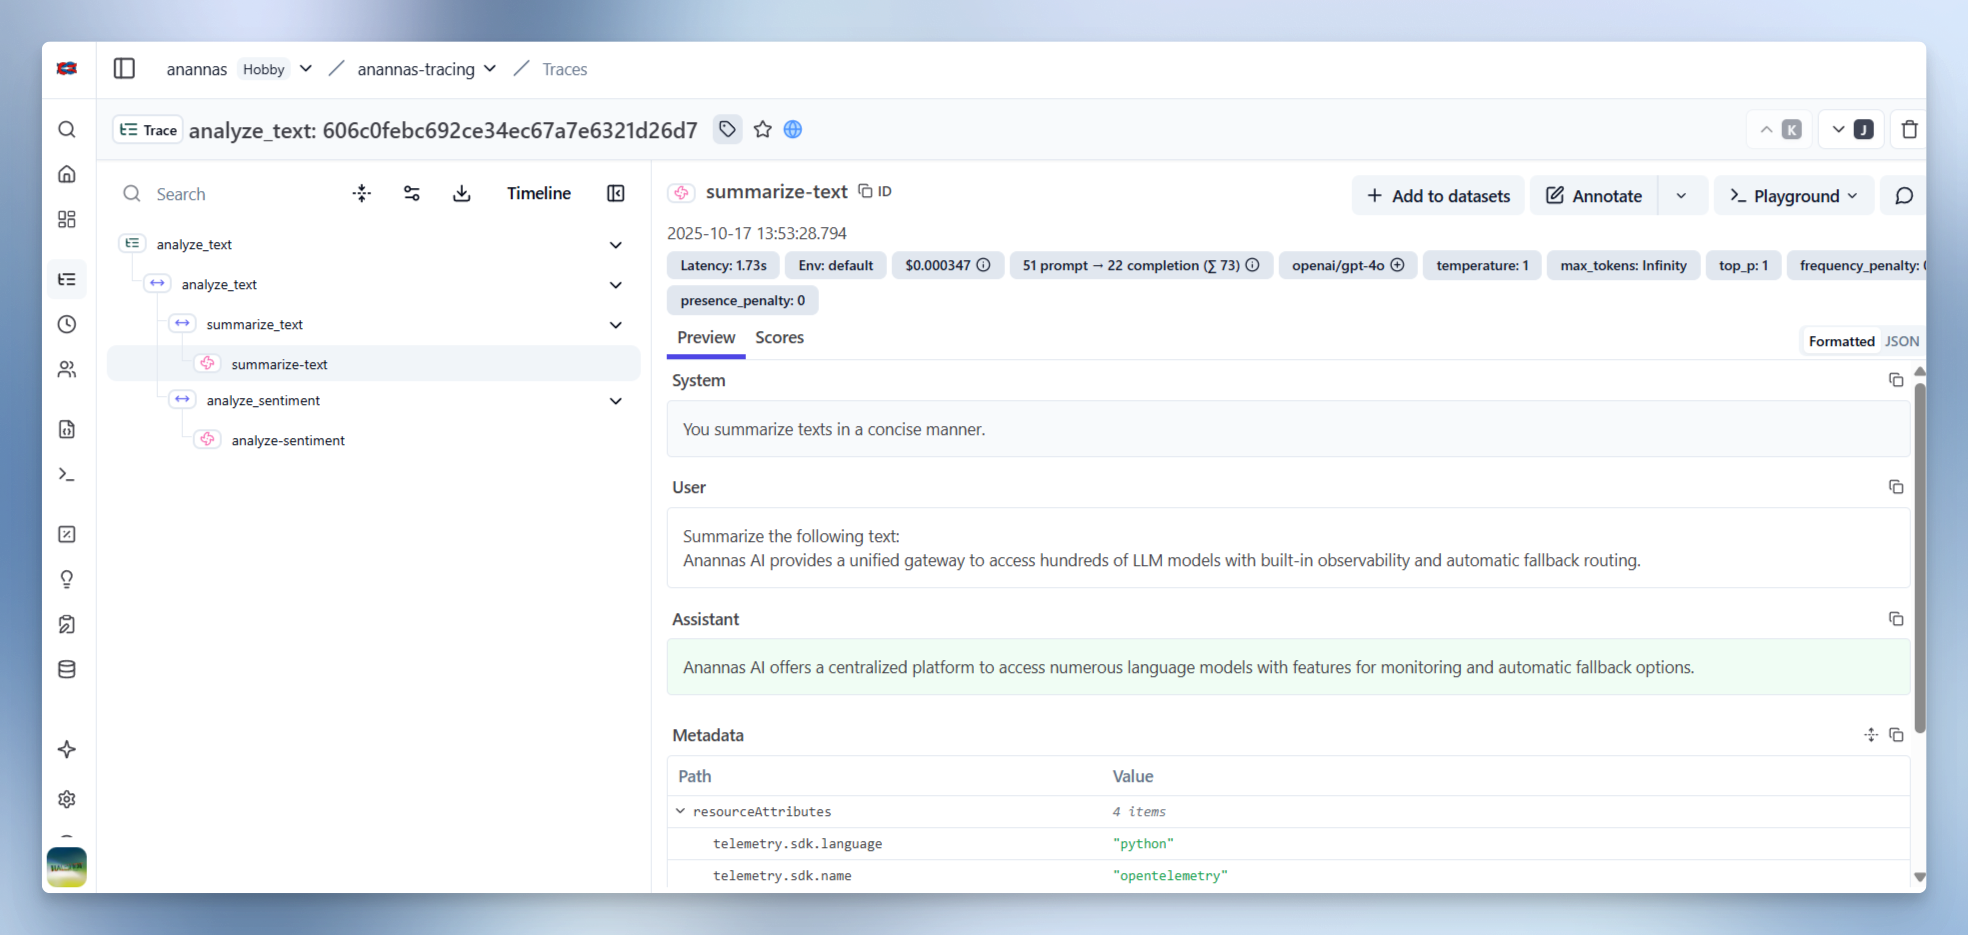 anannas Hobby / anannas-tracing / Traces
Trace analyze_text: 606c0febc692ce34ec67a7e6321d26d7
K
J
Search
Timeline
analyze_text
analyze_text
summarize_text
summarize-text
analyze_sentiment
analyze-sentiment
summarize-text ID
Add to datasets
Annotate
Playground
2025-10-17 13:53:28.794
Latency: 1.73s
Env: default
$0.000347
51 prompt → 22 completion (∑ 73)
openai/gpt-4o
temperature: 1
max_tokens: Infinity
top_p: 1
frequency_penalty:
presence_penalty: 0
Preview
Scores
Formatted
JSON
System
You summarize texts in a concise manner.
User
Summarize the following text:
Anannas AI provides a unified gateway to access hundreds of LLM models with built-in observability and automatic fallback routing.
Assistant
Anannas AI offers a centralized platform to access numerous language models with features for monitoring and automatic fallback options.
Metadata
Path Value
resourceAttributes 4 items
telemetry.sdk.language "python"
telemetry.sdk.name "opentelemetry"